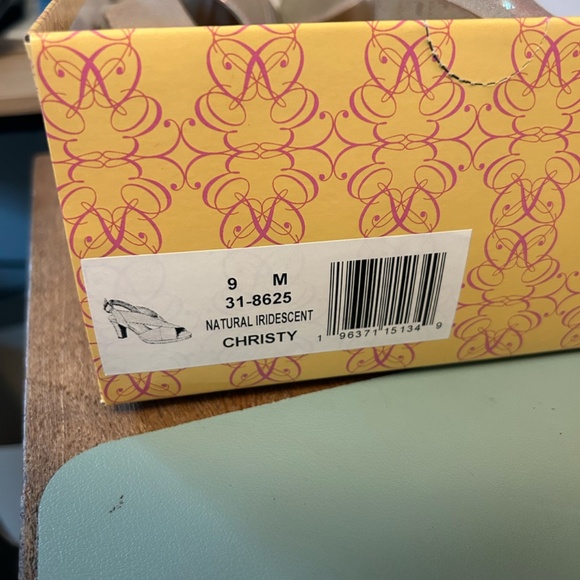 9 M
31-8625
NATURAL IRIDESCENT
CHRISTY
1 96371 15134 9